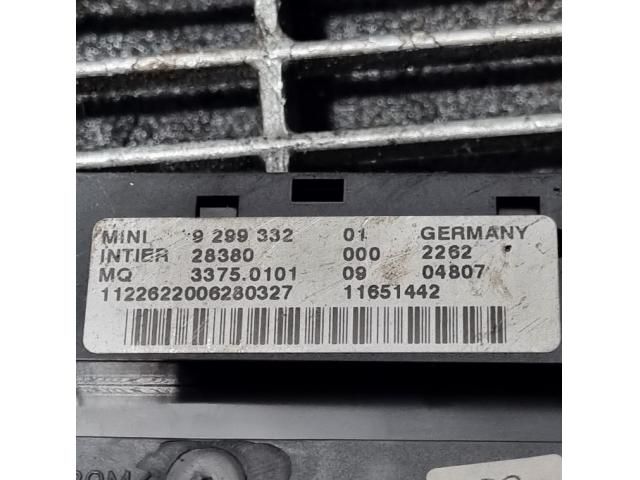 MINI 9 299 332 01 GERMANY
INTIER 28380 000 2262
MQ 3375.0101 09 04807
1122622006280327 11651442